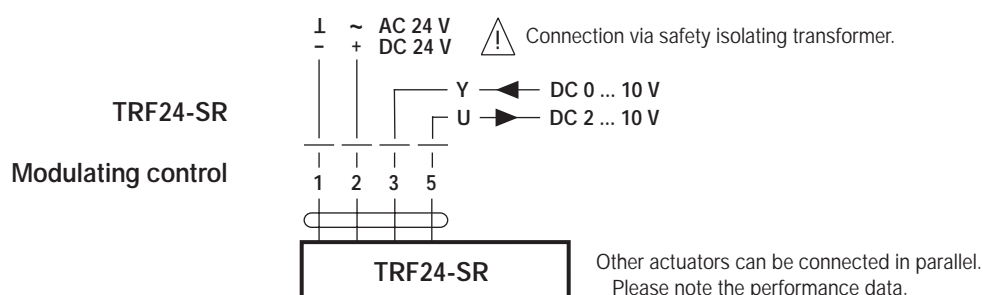 ⊥ ~ AC 24 V
– + DC 24 V
Connection via safety isolating transformer.
Y DC 0 ... 10 V
U DC 2 ... 10 V
TRF24-SR
Modulating control
1 2 3 5
TRF24-SR
Other actuators can be connected in parallel.
Please note the performance data.